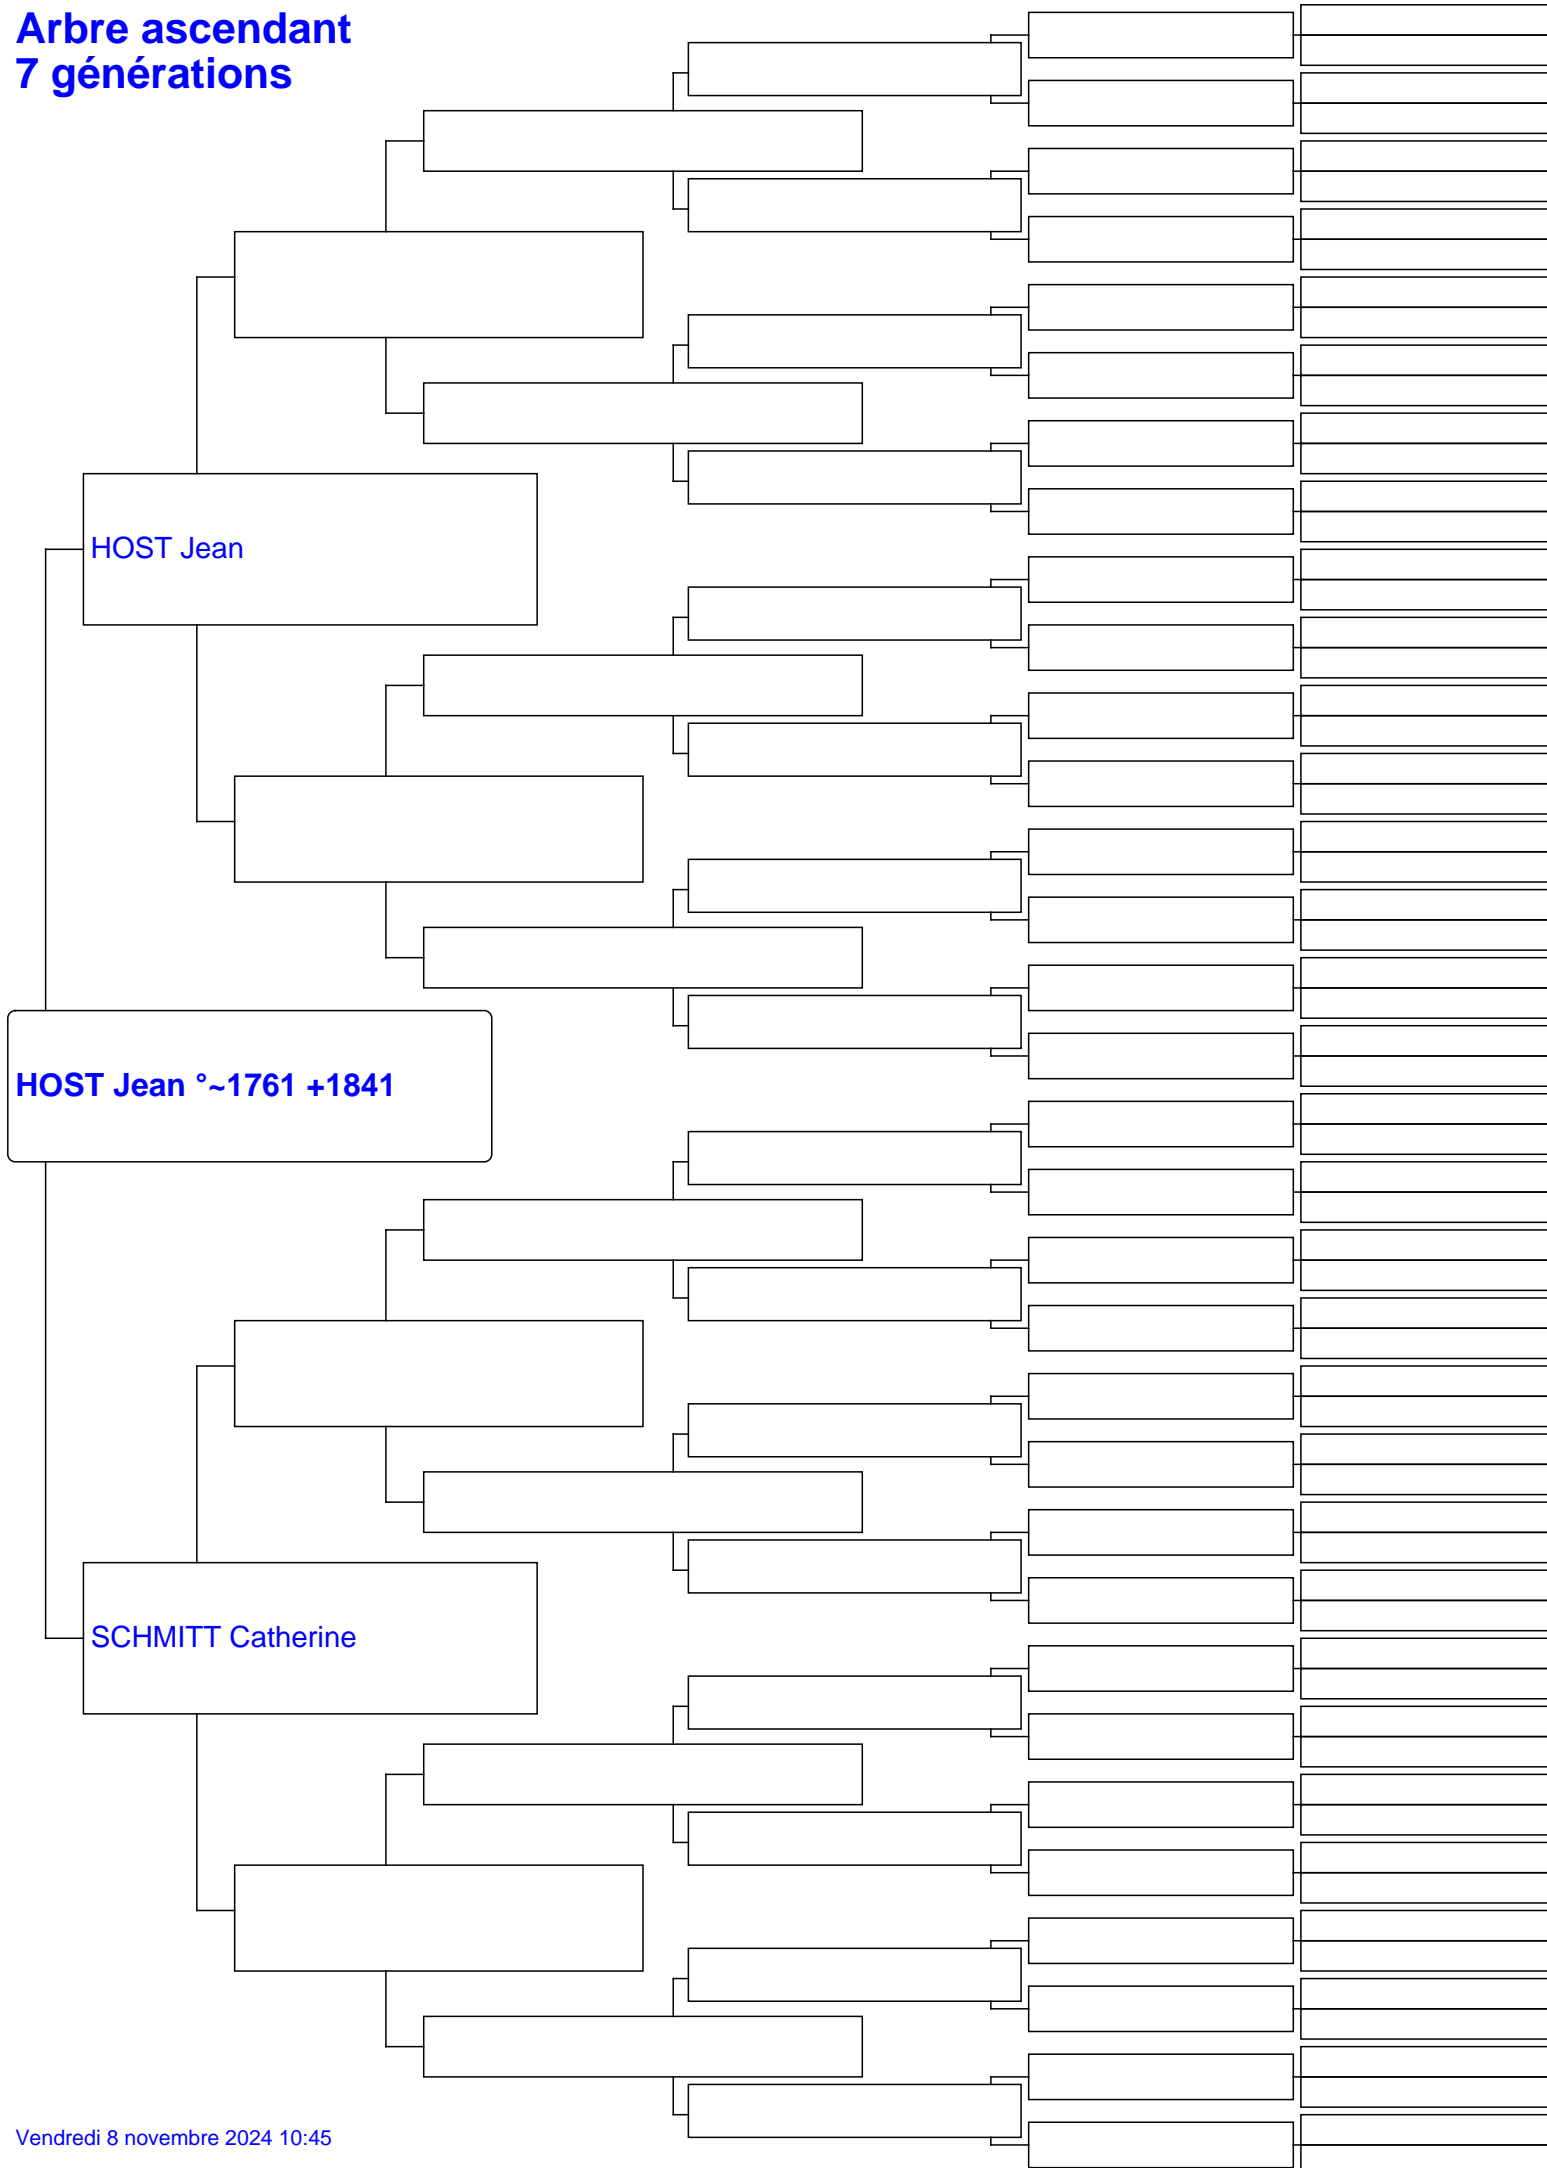 Arbre ascendant
7 générations
HOST Jean
HOST Jean °~1761 +1841
SCHMITT Catherine
Vendredi 8 novembre 2024 10:45